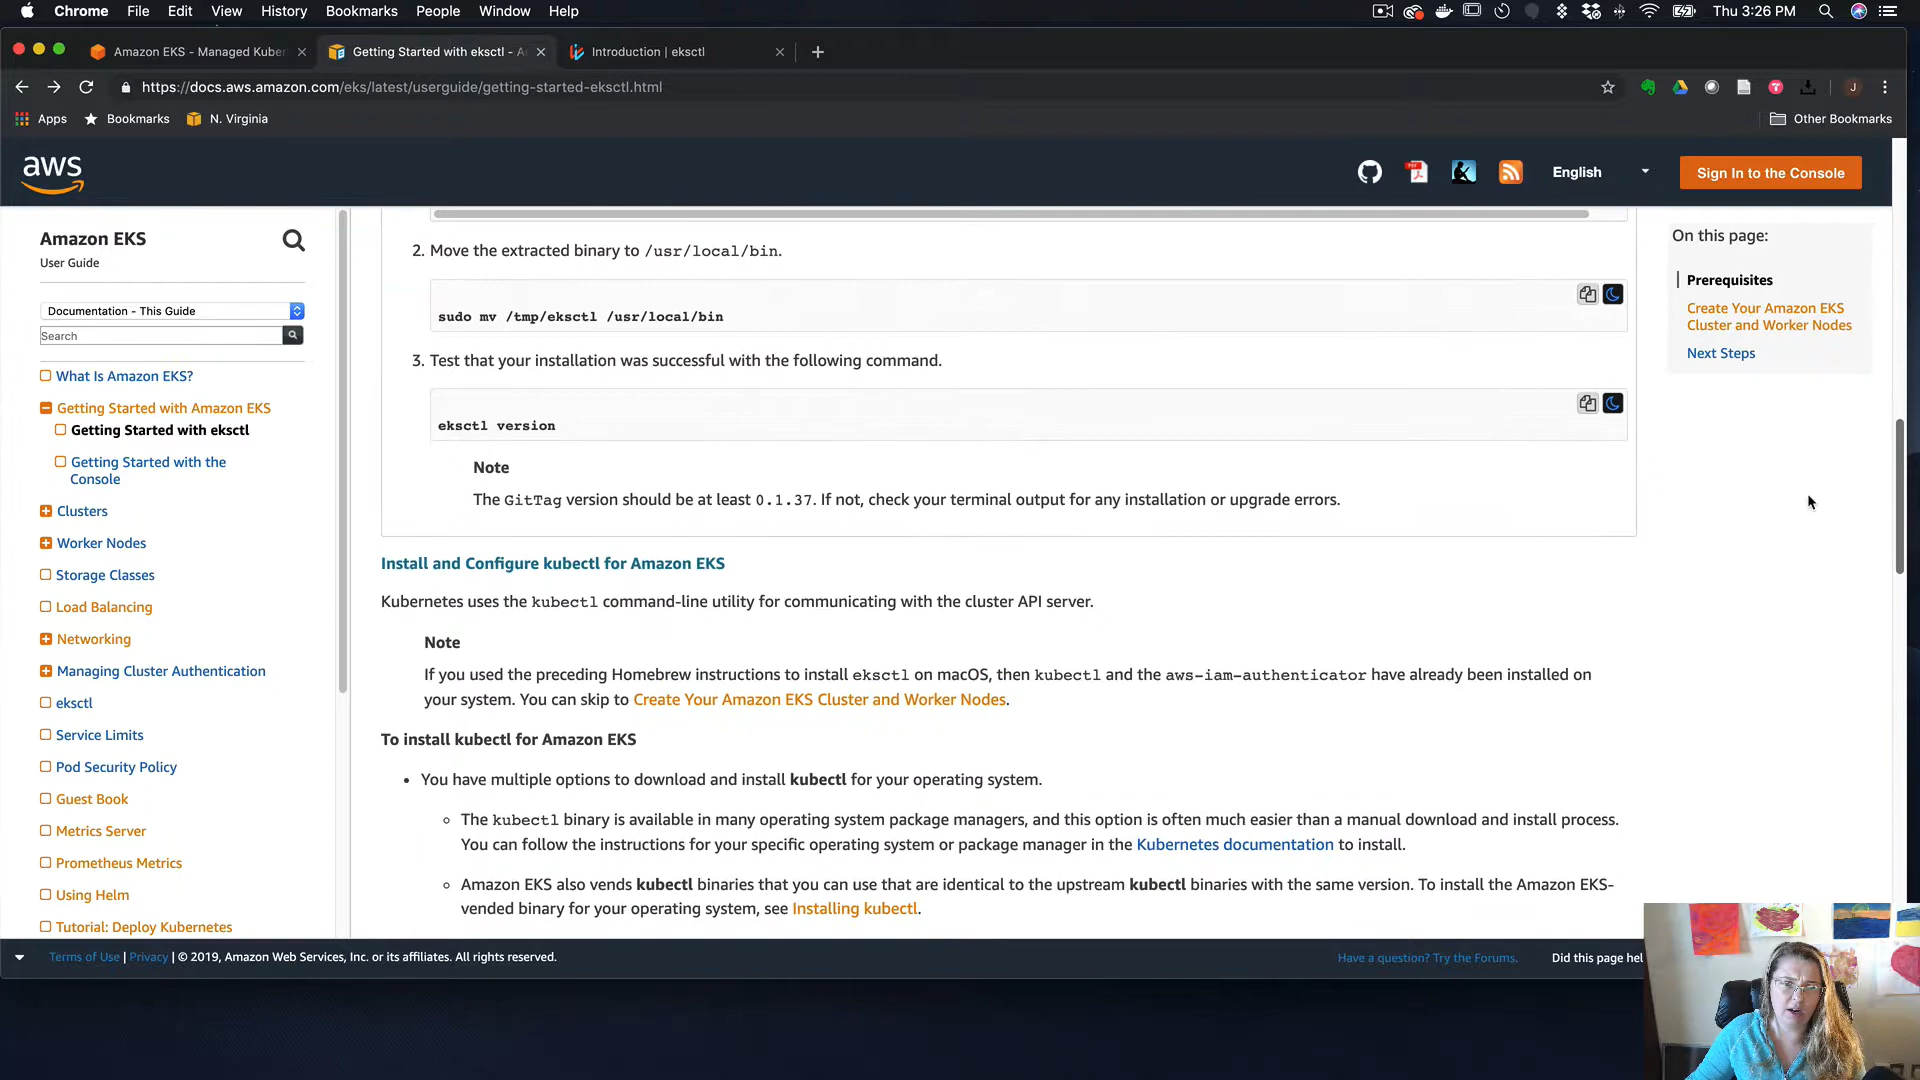 Chrome File Edit View History Bookmarks People Window Help Thu 3:26 PM
Amazon EKS - Managed Kuber Getting Started with eksctl - A Introduction | eksctl
https://docs.aws.amazon.com/eks/latest/userguide/getting-started-eksctl.html J
Apps Bookmarks N. Virginia Other Bookmarks
aws English Sign In to the Console
Amazon EKS
User Guide
Documentation - This Guide
Search
What Is Amazon EKS?
Getting Started with Amazon EKS
Getting Started with eksctl
Getting Started with the
Console
Clusters
Worker Nodes
Storage Classes
Load Balancing
Networking
Managing Cluster Authentication
eksctl
Service Limits
Pod Security Policy
Guest Book
Metrics Server
Prometheus Metrics
Using Helm
Tutorial: Deploy Kubernetes
2. Move the extracted binary to /usr/local/bin.
sudo mv /tmp/eksctl /usr/local/bin
3. Test that your installation was successful with the following command.
eksctl version
Note
The GitTag version should be at least 0.1.37. If not, check your terminal output for any installation or upgrade errors.
Install and Configure kubectl for Amazon EKS
Kubernetes uses the kubectl command-line utility for communicating with the cluster API server.
Note
If you used the preceding Homebrew instructions to install eksctl on macOS, then kubectl and the aws-iam-authenticator have already been installed on
your system. You can skip to Create Your Amazon EKS Cluster and Worker Nodes.
To install kubectl for Amazon EKS
• You have multiple options to download and install kubectl for your operating system.
The kubectl binary is available in many operating system package managers, and this option is often much easier than a manual download and install process.
You can follow the instructions for your specific operating system or package manager in the Kubernetes documentation to install.
Amazon EKS also vends kubectl binaries that you can use that are identical to the upstream kubectl binaries with the same version. To install the Amazon EKS-
vended binary for your operating system, see Installing kubectl.
On this page:
Prerequisites
Create Your Amazon EKS
Cluster and Worker Nodes
Next Steps
Terms of Use | Privacy | © 2019, Amazon Web Services, Inc. or its affiliates. All rights reserved. Have a question? Try the Forums. Did this page hel